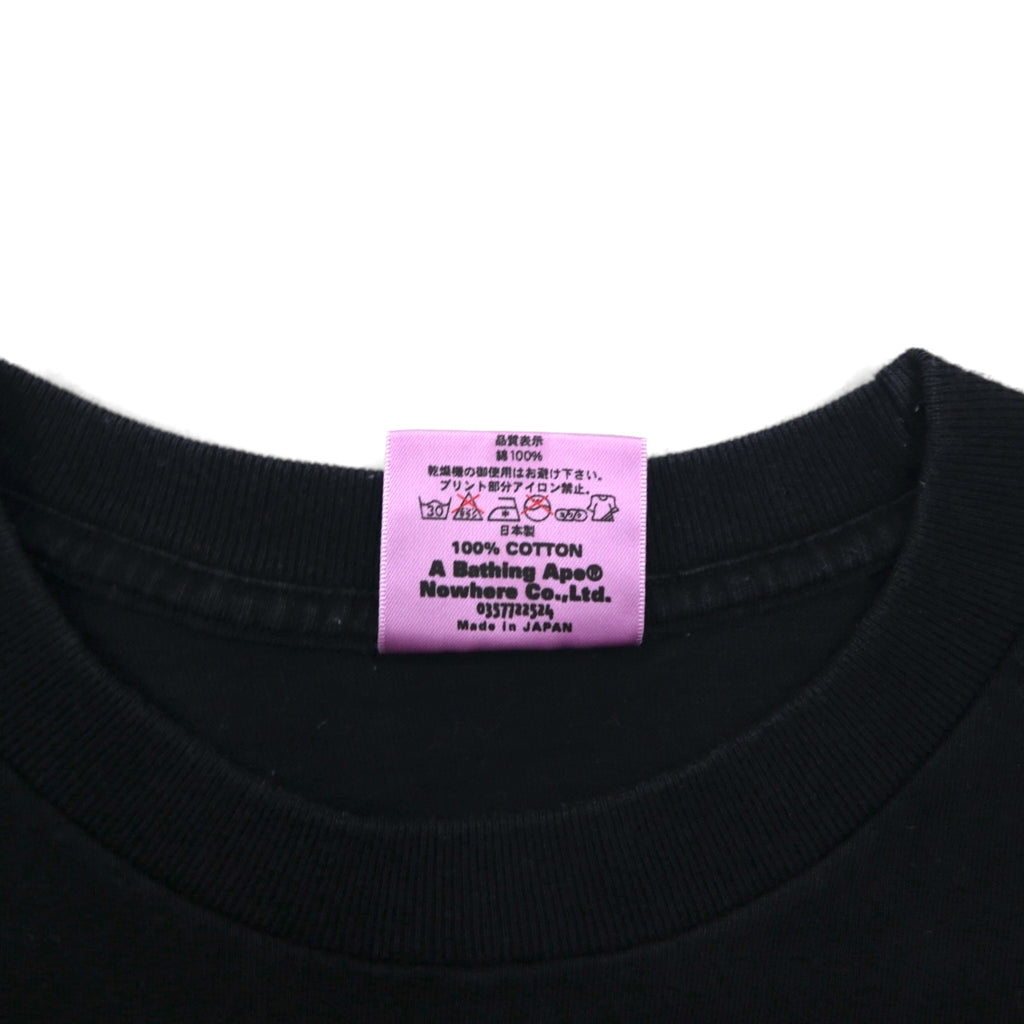 品質表示
綿100%
乾燥機の御使用はお避け下さい。
プリント部分アイロン禁止。
30
日本製
100% COTTON
A Bathing Ape®
Nowhere Co.,Ltd.
0357722524
Made in JAPAN